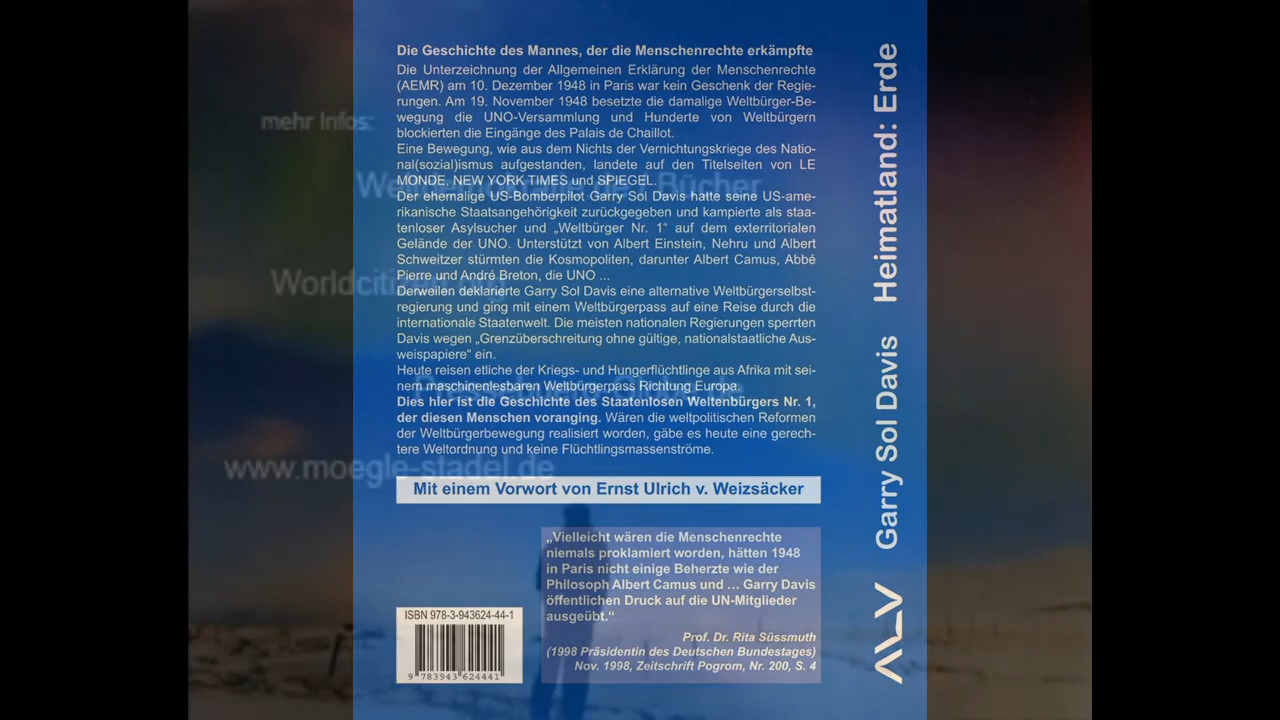 Die Geschichte des Mannes, der die Menschenrechte erkämpfte
Die Unterzeichnung der Allgemeinen Erklärung der Menschenrechte
(AEMR) am 10. Dezember 1948 in Paris war kein Geschenk der Regie-
rungen. Am 19. November 1948 besetzte die damalige Weltbürger-Be-
wegung die UNO-Versammlung und Hunderte von Weltbürgern
blockierten die Eingänge des Palais de Chaillot.
Eine Bewegung, wie aus dem Nichts der Vernichtungskriege des Natio-
nal(sozial)ismus aufgestanden, landete auf den Titelseiten von LE
MONDE, NEW YORK TIMES und SPIEGEL.
Der ehemalige US-Bomberpilot Garry Sol Davis hatte seine US-ame-
rikanische Staatsangehörigkeit zurückgegeben und kampierte als staa-
tenloser Asylsucher und „Weltbürger Nr. 1“ auf dem exterritorialen
Gelände der UNO. Unterstützt von Albert Einstein, Nehru und Albert
Schweitzer stürmten die Kosmopoliten, darunter Albert Camus, Abbé
Pierre und André Breton, die UNO ...
Derweilen deklarierte Garry Sol Davis eine alternative Weltbürgerselbst-
regierung und ging mit einem Weltbürgerpass auf eine Reise durch die
internationale Staatenwelt. Die meisten nationalen Regierungen sperrten
Davis wegen „Grenzüberschreitung ohne gültige, nationalstaatliche Aus-
weispapiere“ ein.
Heute reisen etliche der Kriegs- und Hungerflüchtlinge aus Afrika mit sei-
nem maschinenlesbaren Weltbürgerpass Richtung Europa.
Dies hier ist die Geschichte des Staatenlosen Weltenbürgers Nr. 1,
der diesen Menschen voranging. Wären die weltpolitischen Reformen
der Weltbürgerbewegung realisiert worden, gäbe es heute eine gerech-
tere Weltordnung und keine Flüchtlingsmassenströme.
Mit einem Vorwort von Ernst Ulrich v. Weizsäcker
„Vielleicht wären die Menschenrechte
niemals proklamiert worden, hätten 1948
in Paris nicht einige Beherzte wie der
Philosoph Albert Camus und ... Garry Davis
öffentlichen Druck auf die UN-Mitglieder
ausgeübt.“
Prof. Dr. Rita Süssmuth
(1998 Präsidentin des Deutschen Bundestages)
Nov. 1998, Zeitschrift Pogrom, Nr. 200, S. 4
ISBN 978-3-943624-44-1
9 783943 624441
Garry Sol Davis Heimatland: Erde
mehr Infos:
Bücher
Worldcitizen.org
www.moegle-stadel.de